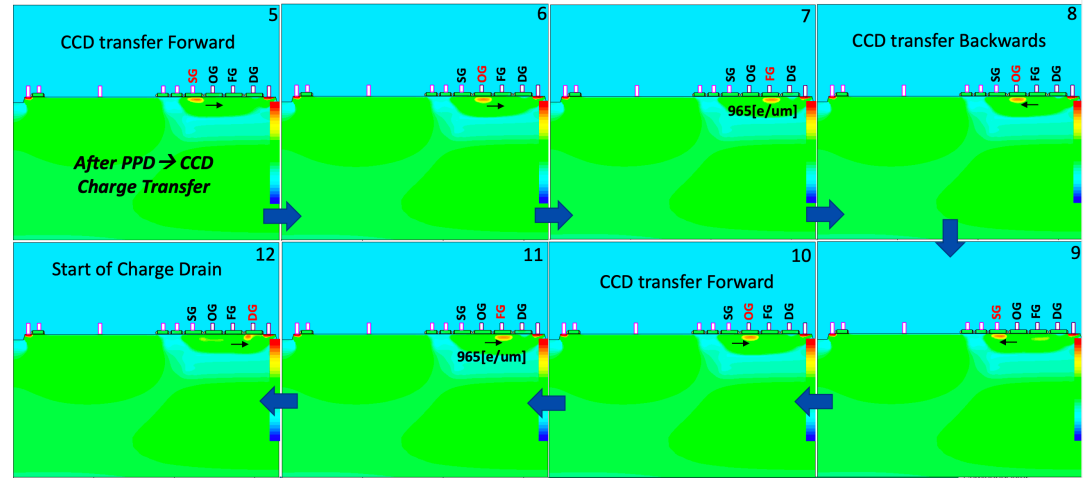 5
CCD transfer Forward
SG OG FG DG
After PPD → CCD
Charge Transfer
6
SG OG FG DG
7
SG OG FG DG
965[e/um]
8
CCD transfer Backwards
SG OG FG DG
12
Start of Charge Drain
SG OG FG DG
11
SG OG FG DG
965[e/um]
10
CCD transfer Forward
SG OG FG DG
9
SG OG FG DG